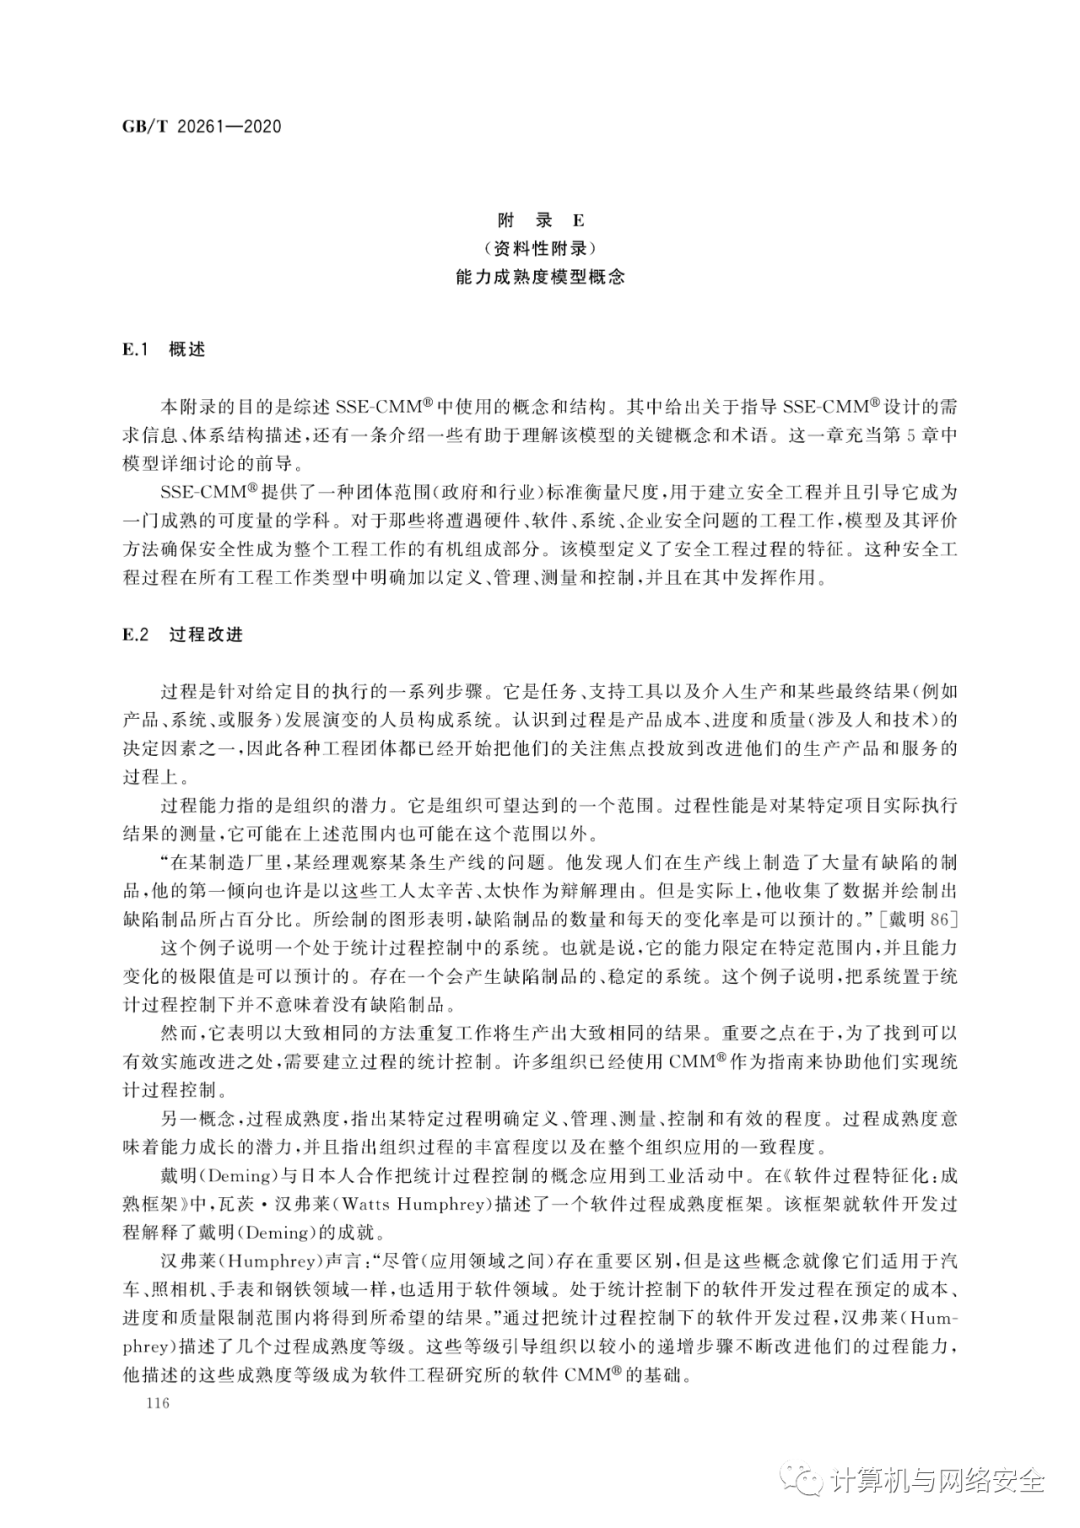 GB/T 20261—2020
附 录 E
（资料性附录）
能力成熟度模型概念
E.1 概述
本附录的目的是综述 SSE-CMM®中使用的概念和结构。其中给出关于指导 SSE-CMM®设计的需
求信息、体系结构描述,还有一条介绍一些有助于理解该模型的关键概念和术语。这一章充当第 5 章中
模型详细讨论的前导。
SSE-CMM®提供了一种团体范围(政府和行业)标准衡量尺度,用于建立安全工程并且引导它成为
一门成熟的可度量的学科。对于那些将遭遇硬件、软件、系统、企业安全问题的工程工作,模型及其评价
方法确保安全性成为整个工程工作的有机组成部分。该模型定义了安全工程过程的特征。这种安全工
程过程在所有工程工作类型中明确加以定义、管理、测量和控制,并且在其中发挥作用。
E.2 过程改进
过程是针对给定目的执行的一系列步骤。它是任务、支持工具以及介入生产和某些最终结果(例如
产品、系统、或服务)发展演变的人员构成系统。认识到过程是产品成本、进度和质量(涉及人和技术)的
决定因素之一,因此各种工程团体都已经开始把他们的关注焦点投放到改进他们的生产产品和服务的
过程上。
过程能力指的是组织的潜力。它是组织可望达到的一个范围。过程性能是对某特定项目实际执行
结果的测量,它可能在上述范围内也可能在这个范围以外。
“在某制造厂里,某经理观察某条生产线的问题。他发现人们在生产线上制造了大量有缺陷的制
品,他的第一倾向也许是以这些工人太辛苦、太快作为辩解理由。但是实际上,他收集了数据并绘制出
缺陷制品所占百分比。所绘制的图形表明,缺陷制品的数量和每天的变化率是可以预计的。”[戴明 86]
这个例子说明一个处于统计过程控制中的系统。也就是说,它的能力限定在特定范围内,并且能力
变化的极限值是可以预计的。存在一个会产生缺陷制品的、稳定的系统。这个例子说明,把系统置于统
计过程控制下并不意味着没有缺陷制品。
然而,它表明以大致相同的方法重复工作将生产出大致相同的结果。重要之点在于,为了找到可以
有效实施改进之处,需要建立过程的统计控制。许多组织已经使用 CMM®作为指南来协助他们实现统
计过程控制。
另一概念,过程成熟度,指出某特定过程明确定义、管理、测量、控制和有效的程度。过程成熟度意
味着能力成长的潜力,并且指出组织过程的丰富程度以及在整个组织应用的一致程度。
戴明(Deming)与日本人合作把统计过程控制的概念应用到工业活动中。在《软件过程特征化:成
熟框架》中,瓦茨·汉弗莱(Watts Humphrey)描述了一个软件过程成熟度框架。该框架就软件开发过
程解释了戴明(Deming)的成就。
汉弗莱(Humphrey)声言:“尽管(应用领域之间)存在重要区别,但是这些概念就像它们适用于汽
车、照相机、手表和钢铁领域一样,也适用于软件领域。处于统计控制下的软件开发过程在预定的成本、
进度和质量限制范围内将得到所希望的结果。”通过把统计过程控制下的软件开发过程,汉弗莱(Hum-
phrey)描述了几个过程成熟度等级。这些等级引导组织以较小的递增步骤不断改进他们的过程能力,
他描述的这些成熟度等级成为软件工程研究所的软件 CMM®的基础。
116
计算机与网络安全